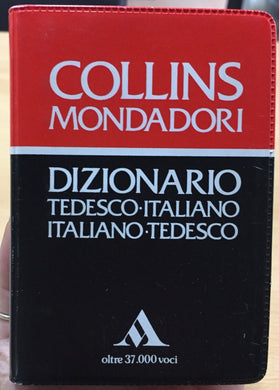 COLLINS
MONDADORI
DIZIONARIO
TEDESCO·ITALIANO
ITALIANO·TEDESCO
oltre 37.000 voci